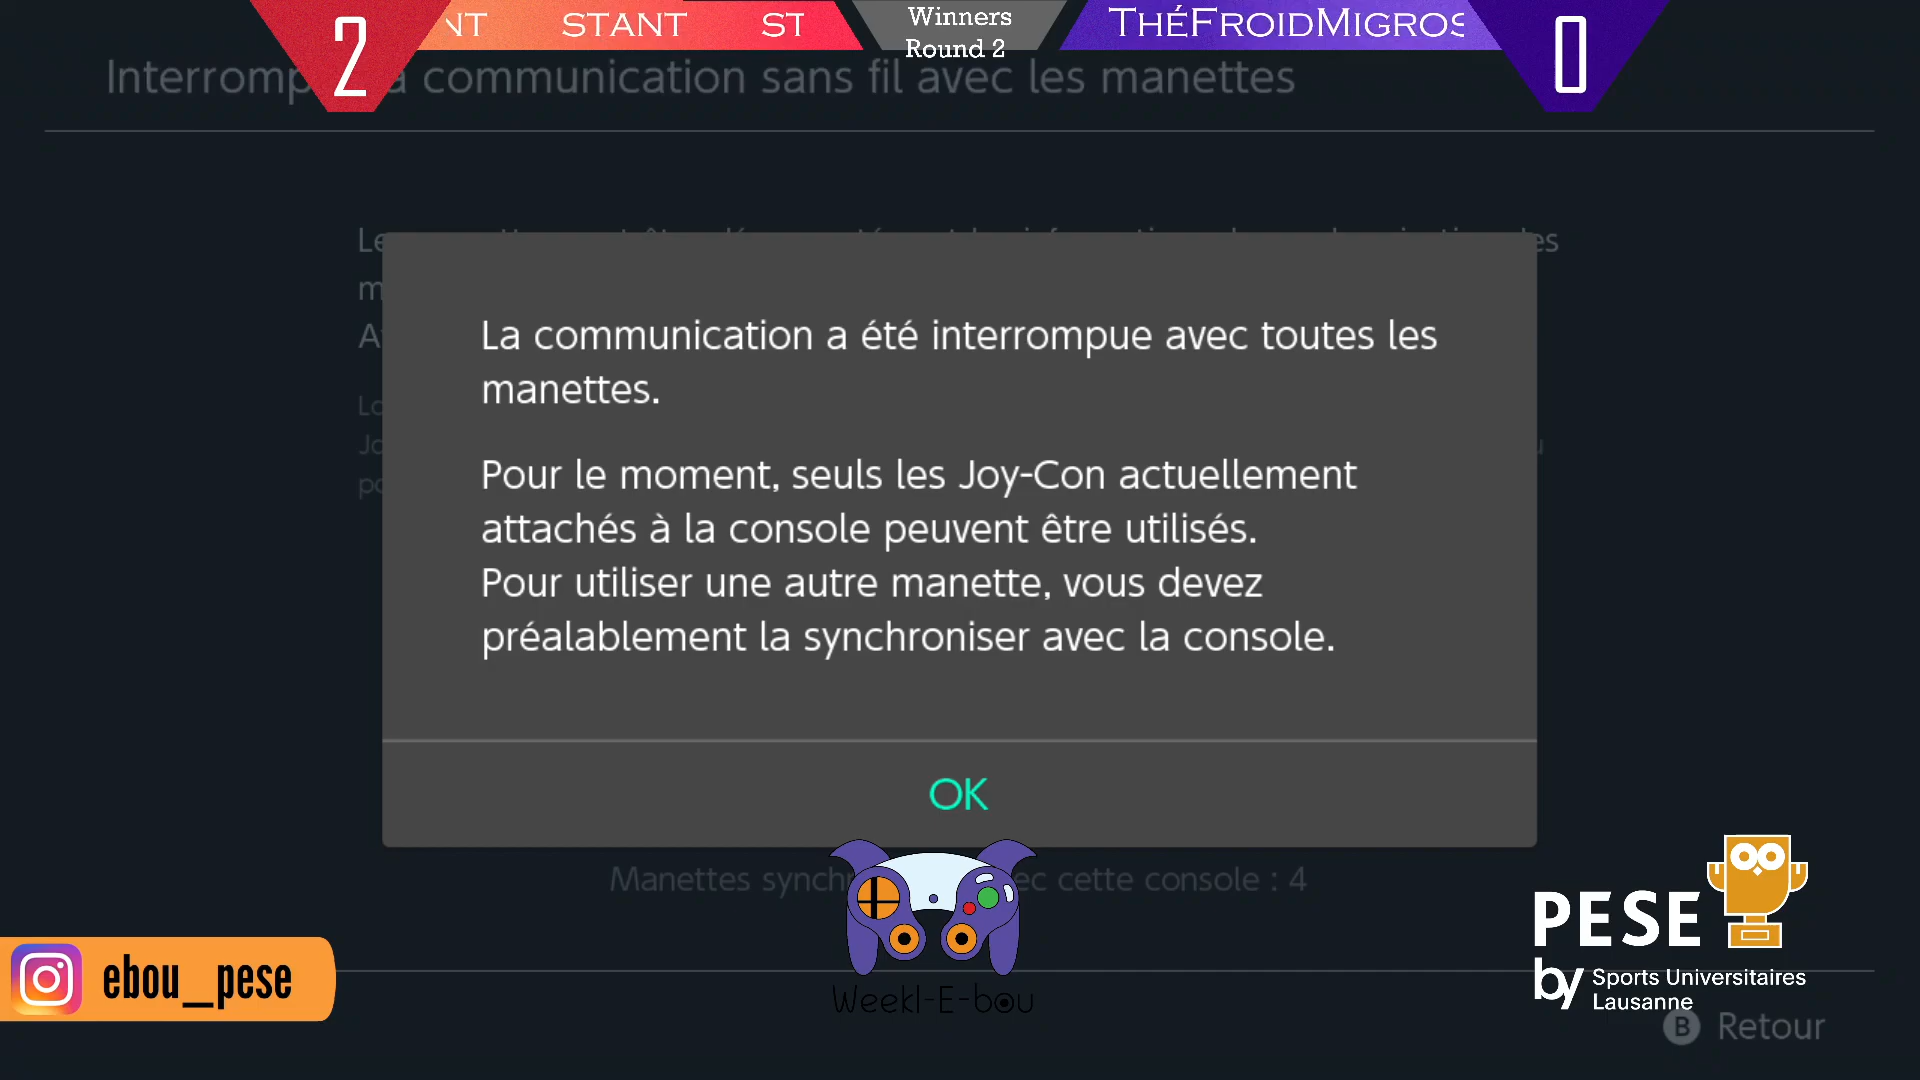 2
NT STANT ST
Winners
Round 2
THÉFROIDMIGROS
0
communication sans fil avec les manettes
La communication a été interrompue avec toutes les
manettes.
Pour le moment, seuls les Joy-Con actuellement
attachés à la console peuvent être utilisés.
Pour utiliser une autre manette, vous devez
préalablement la synchroniser avec la console.
OK
Manettes cette console : 4
Weekl-E-bou
ebou_pese
PESE
by Sports Universitaires
Lausanne
B Retour